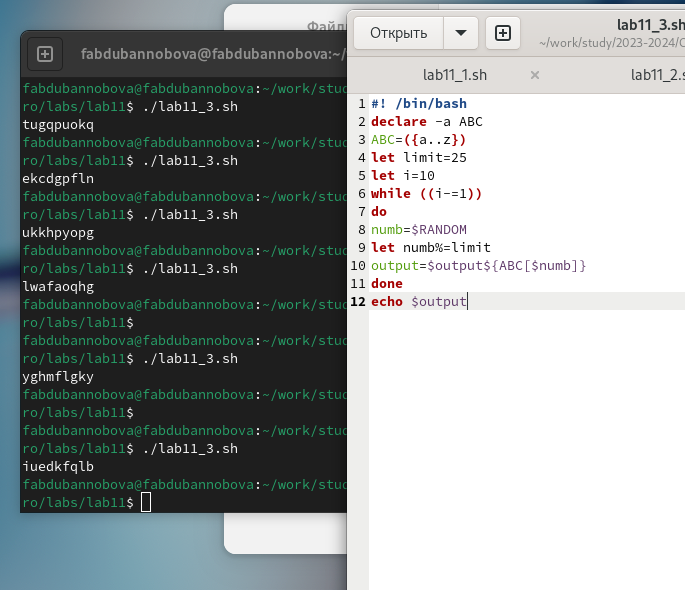 Файл
fabdubannobova@fabdubannobova:~/
fabdubannobova@fabdubannobova:~/work/stud
ro/labs/lab11$ ./lab11_3.sh
tugqpuokq
fabdubannobova@fabdubannobova:~/work/stud
ro/labs/lab11$ ./lab11_3.sh
ekcdgpfln
fabdubannobova@fabdubannobova:~/work/stud
ro/labs/lab11$ ./lab11_3.sh
ukkhpyopg
fabdubannobova@fabdubannobova:~/work/stud
ro/labs/lab11$ ./lab11_3.sh
lwafaoqhg
fabdubannobova@fabdubannobova:~/work/stud
ro/labs/lab11$
fabdubannobova@fabdubannobova:~/work/stud
ro/labs/lab11$ ./lab11_3.sh
yghmflgky
fabdubannobova@fabdubannobova:~/work/stud
ro/labs/lab11$
fabdubannobova@fabdubannobova:~/work/stud
ro/labs/lab11$ ./lab11_3.sh
iuedkfqlb
fabdubannobova@fabdubannobova:~/work/stud
ro/labs/lab11$
Открыть
lab11_3.sh
~/work/study/2023-2024/
lab11_1.sh × lab11_2.s
1 #! /bin/bash
2 declare -a ABC
3 ABC=({a..z})
4 let limit=25
5 let i=10
6 while ((i-=1))
7 do
8 numb=$RANDOM
9 let numb%=limit
10 output=$output${ABC[$numb]}
11 done
12 echo $output